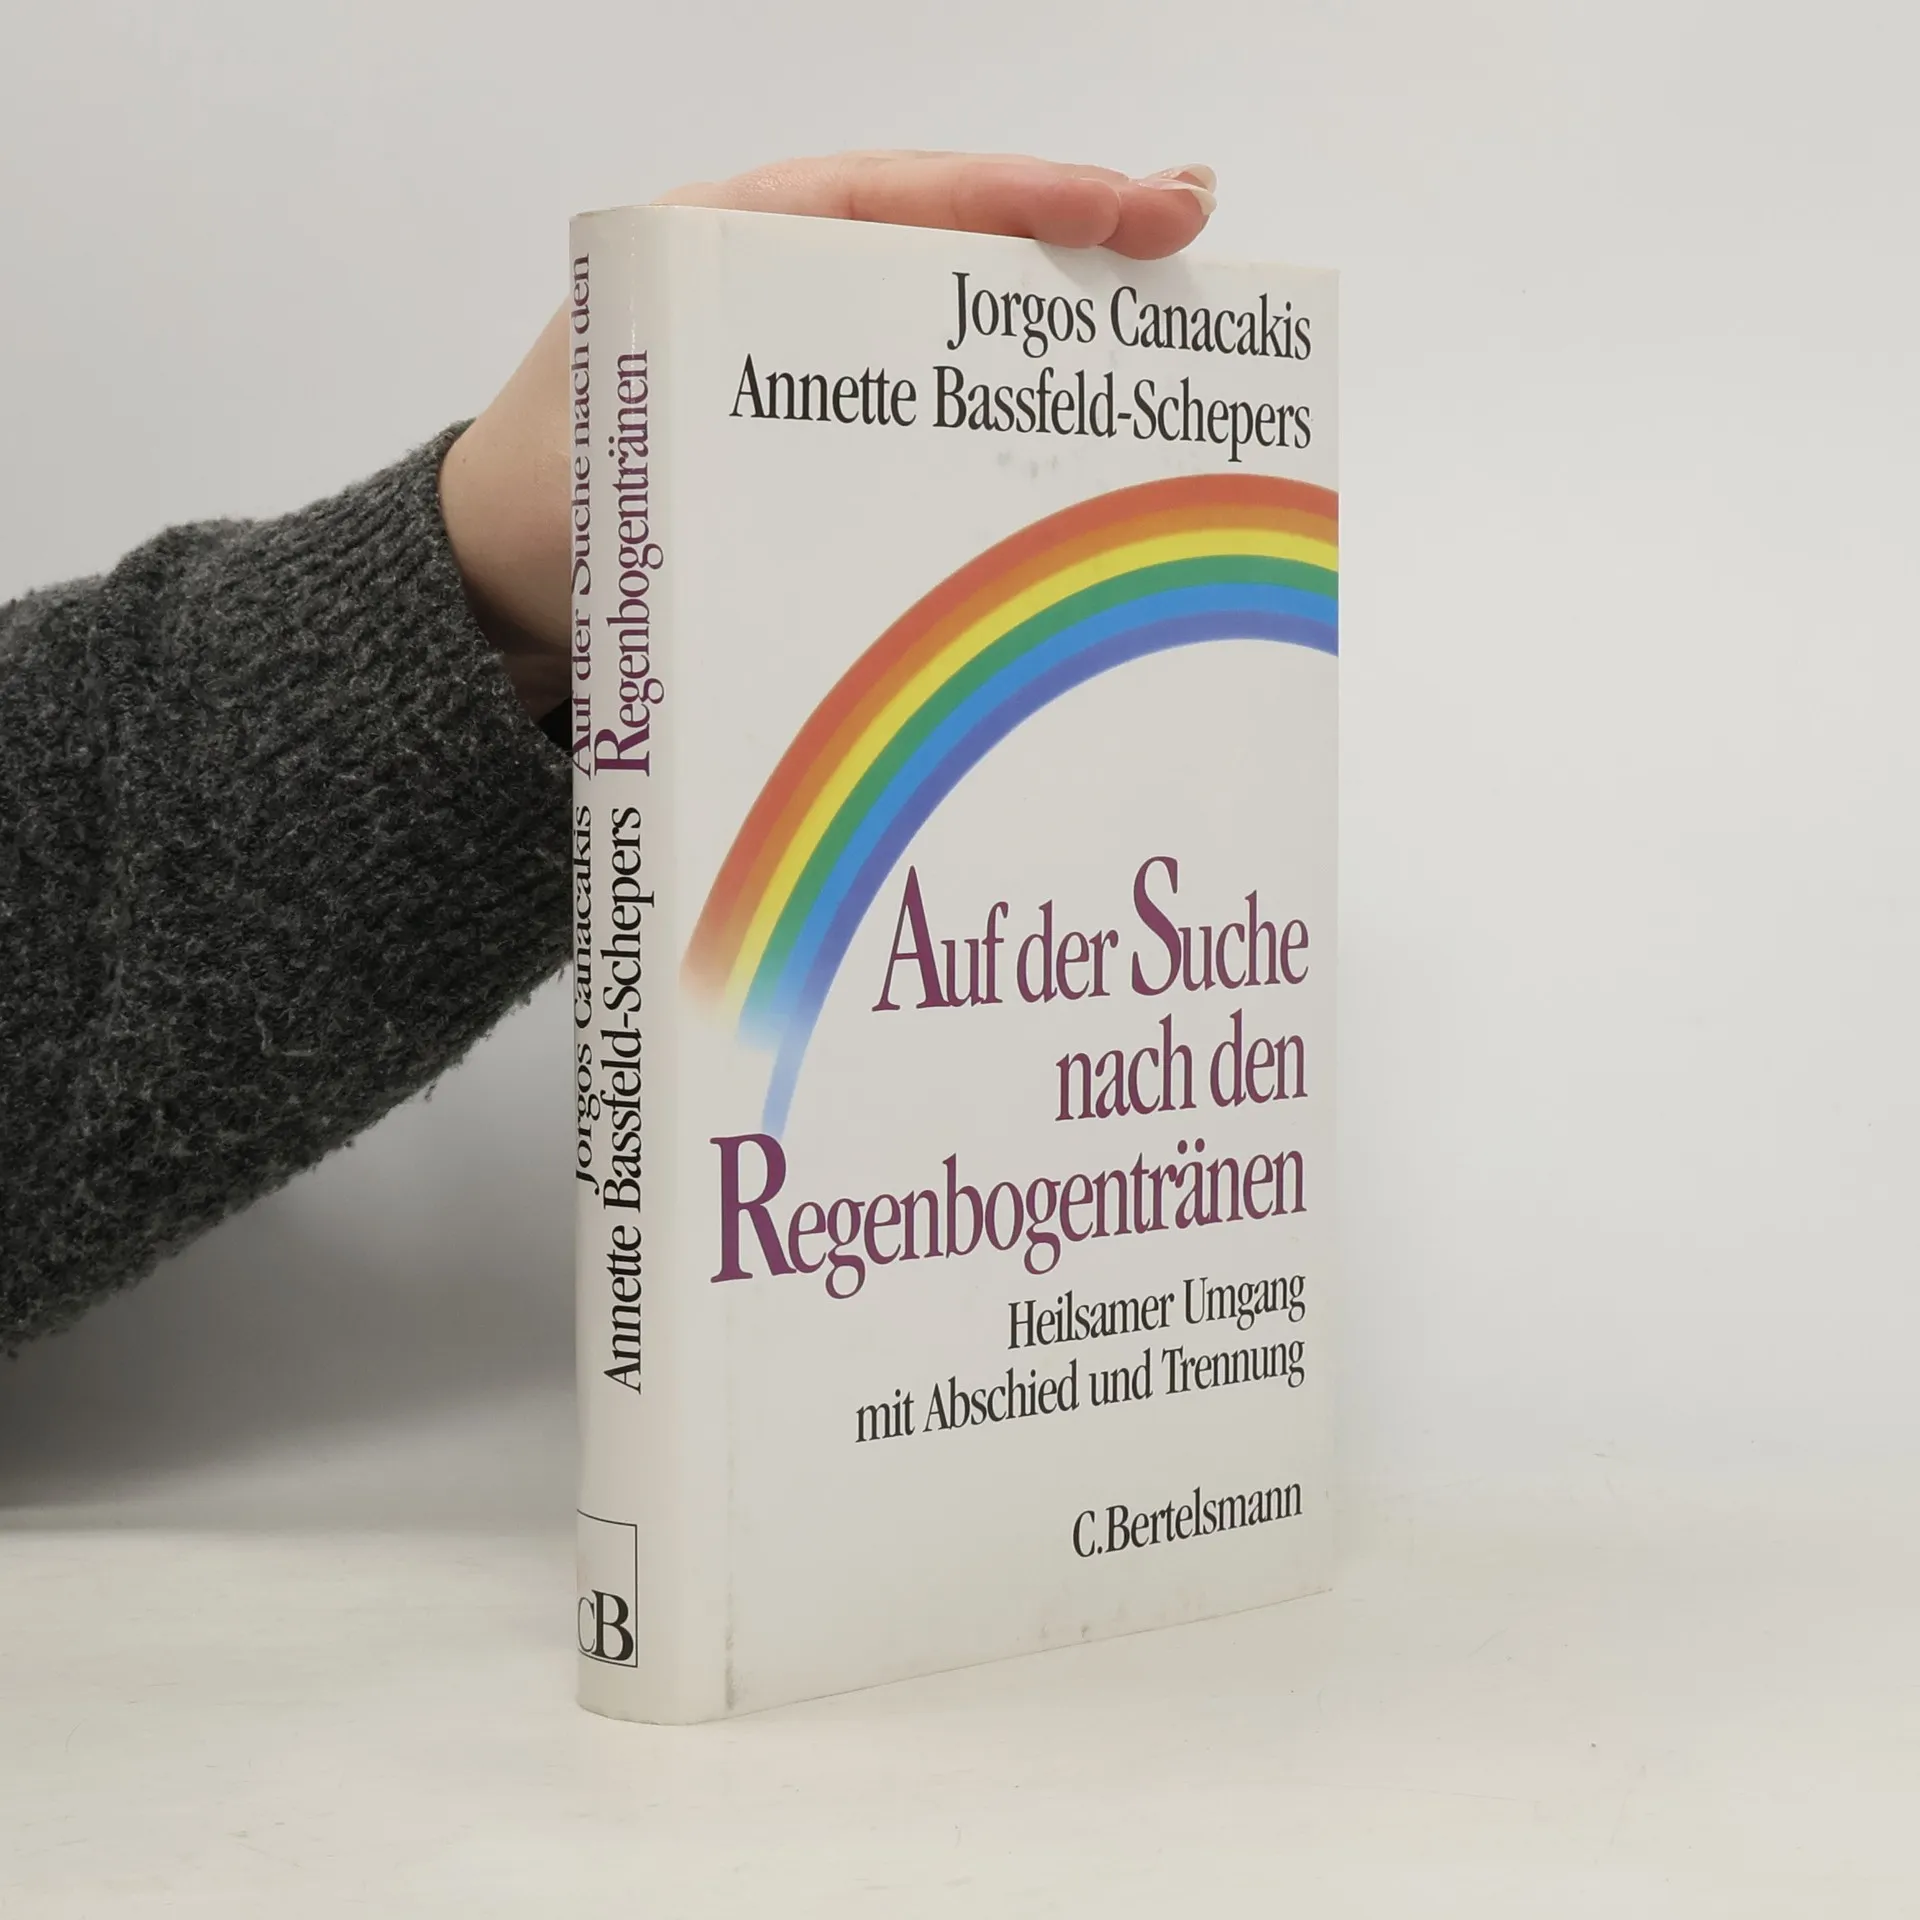 Jorgos Canacakis
Annette Bassfeld-Schepers
Auf der Suche
nach den
Regenbogentränen
Heilsamer Umgang
mit Abschied und Trennung
C.Bertelsmann
Jorgos Canacakis
Annette Bassfeld-Schepers
Auf der Suche nach den
Regenbogentränen
CB